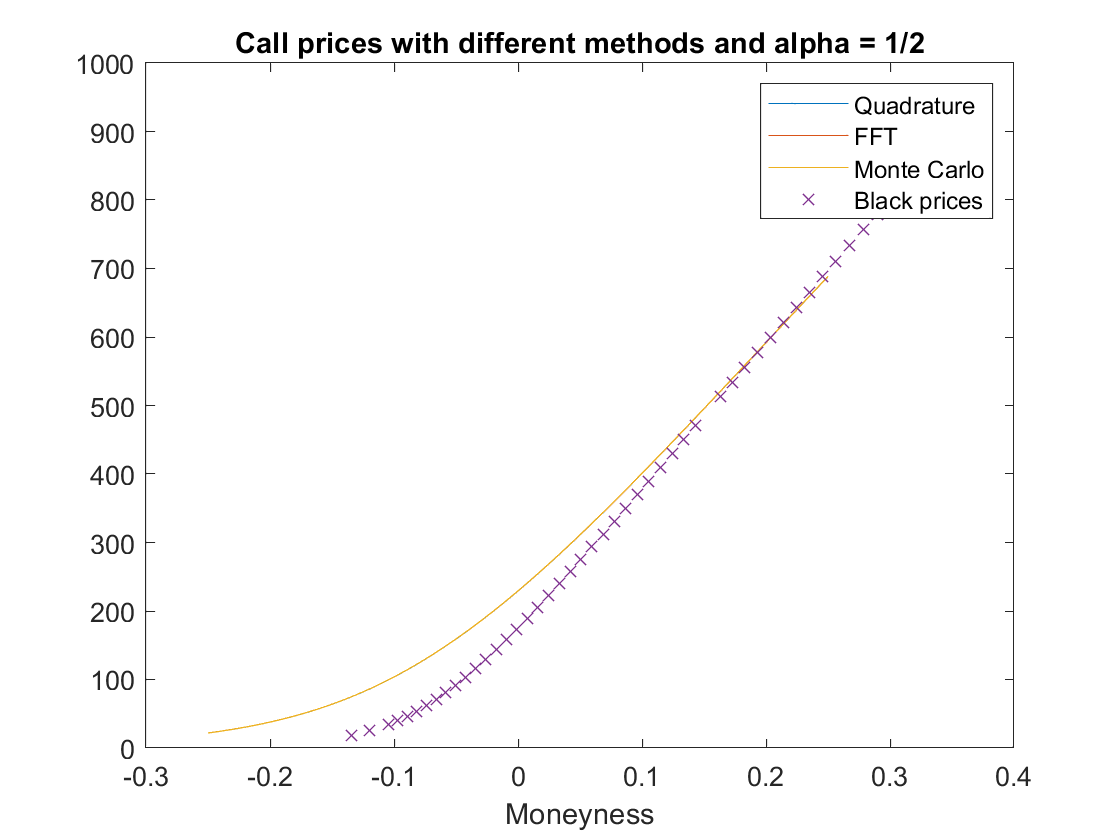 Call prices with different methods and alpha = 1/2
1000
900
800
700
600
500
400
300
200
100
0
Quadrature
FFT
Monte Carlo
Black prices
-0.3 -0.2 -0.1 0 0.1 0.2 0.3 0.4
Moneyness